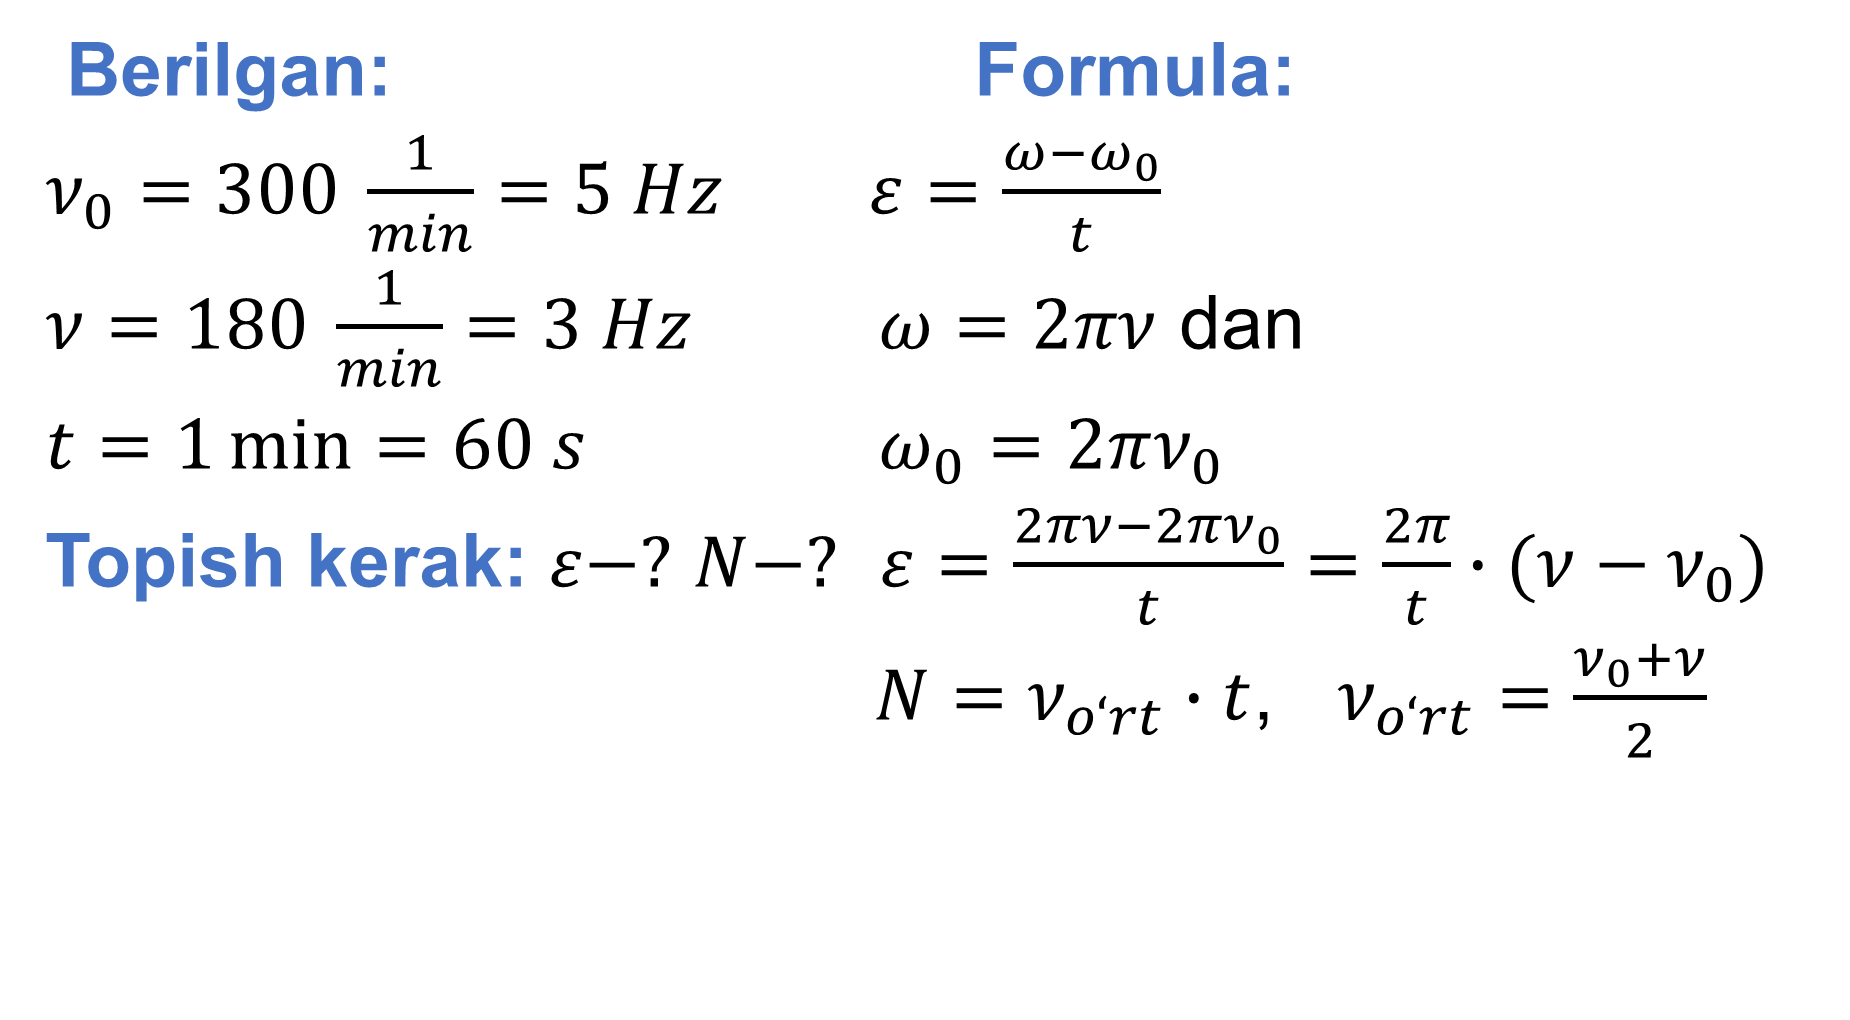 Berilgan:
ν₀ = 300 1/min = 5 Hz
ν = 180 1/min = 3 Hz
t = 1 min = 60 s
Topish kerak: ε−? N−?
Formula:
ε = (ω−ω₀)/t
ω = 2πν dan
ω₀ = 2πν₀
ε = (2πν−2πν₀)/t = 2π/t · (ν − ν₀)
N = ν_o‘rt · t, ν_o‘rt = (ν₀+ν)/2